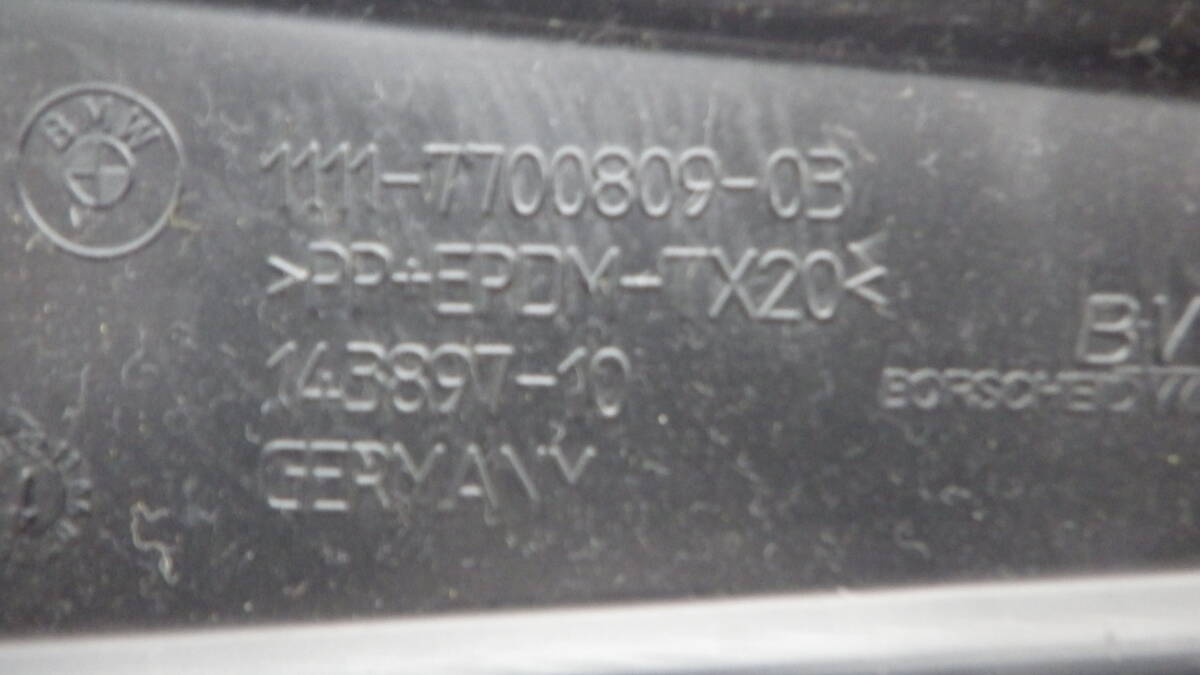 BMW
1111-7700809-03
>PP+EPDM-TX20<
143897-10
GERMANY